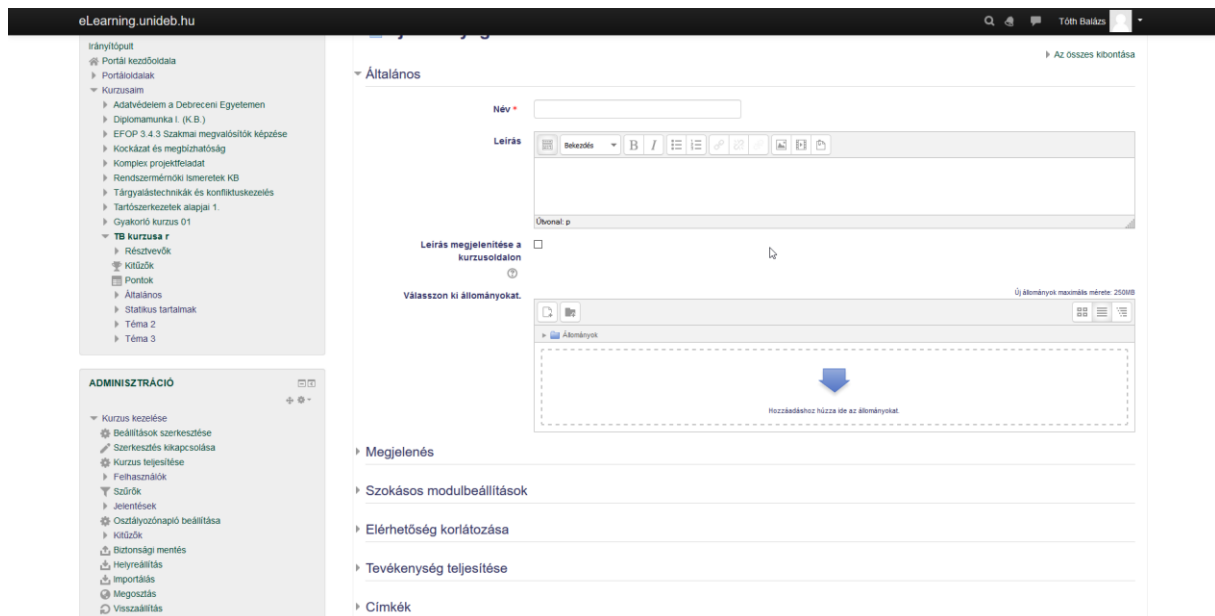 eLearning.unideb.hu
Tóth Balázs
Irányítópult
Portál kezdőoldala
Portáloldalak
Kurzusaim
Adatvédelem a Debreceni Egyetemen
Diplomamunka I. (K.B.)
EFOP 3.4.3 Szakmai megvalósítók képzése
Kockázat és megbízhatóság
Komplex projektfeladat
Rendszermérnöki Ismeretek KB
Tárgyalástechnikák és konfliktuskezelés
Tartószerkezetek alapjai 1.
Gyakorló kurzus 01
TB kurzusa r
Résztvevők
Kitűzők
Pontok
Általános
Statikus tartalmak
Téma 2
Téma 3
ADMINISZTRÁCIÓ
Kurzus kezelése
Beállítások szerkesztése
Szerkesztés kikapcsolása
Kurzus teljesítése
Felhasználók
Szűrők
Jelentések
Osztályozónapló beállítása
Kitűzők
Biztonsági mentés
Helyreállítás
Importálás
Megosztás
Visszaállítás
Az összes kibontása
Általános
Név *
Leírás
Bekezdés
B I
Útvonal: p
Leírás megjelenítése a
kurzusoldalon
Válasszon ki állományokat.
Új állományok maximális mérete: 250MB
Állományok
Hozzáadáshoz húzza ide az állományokat.
Megjelenés
Szokásos modulbeállítások
Elérhetőség korlátozása
Tevékenység teljesítése
Címkék